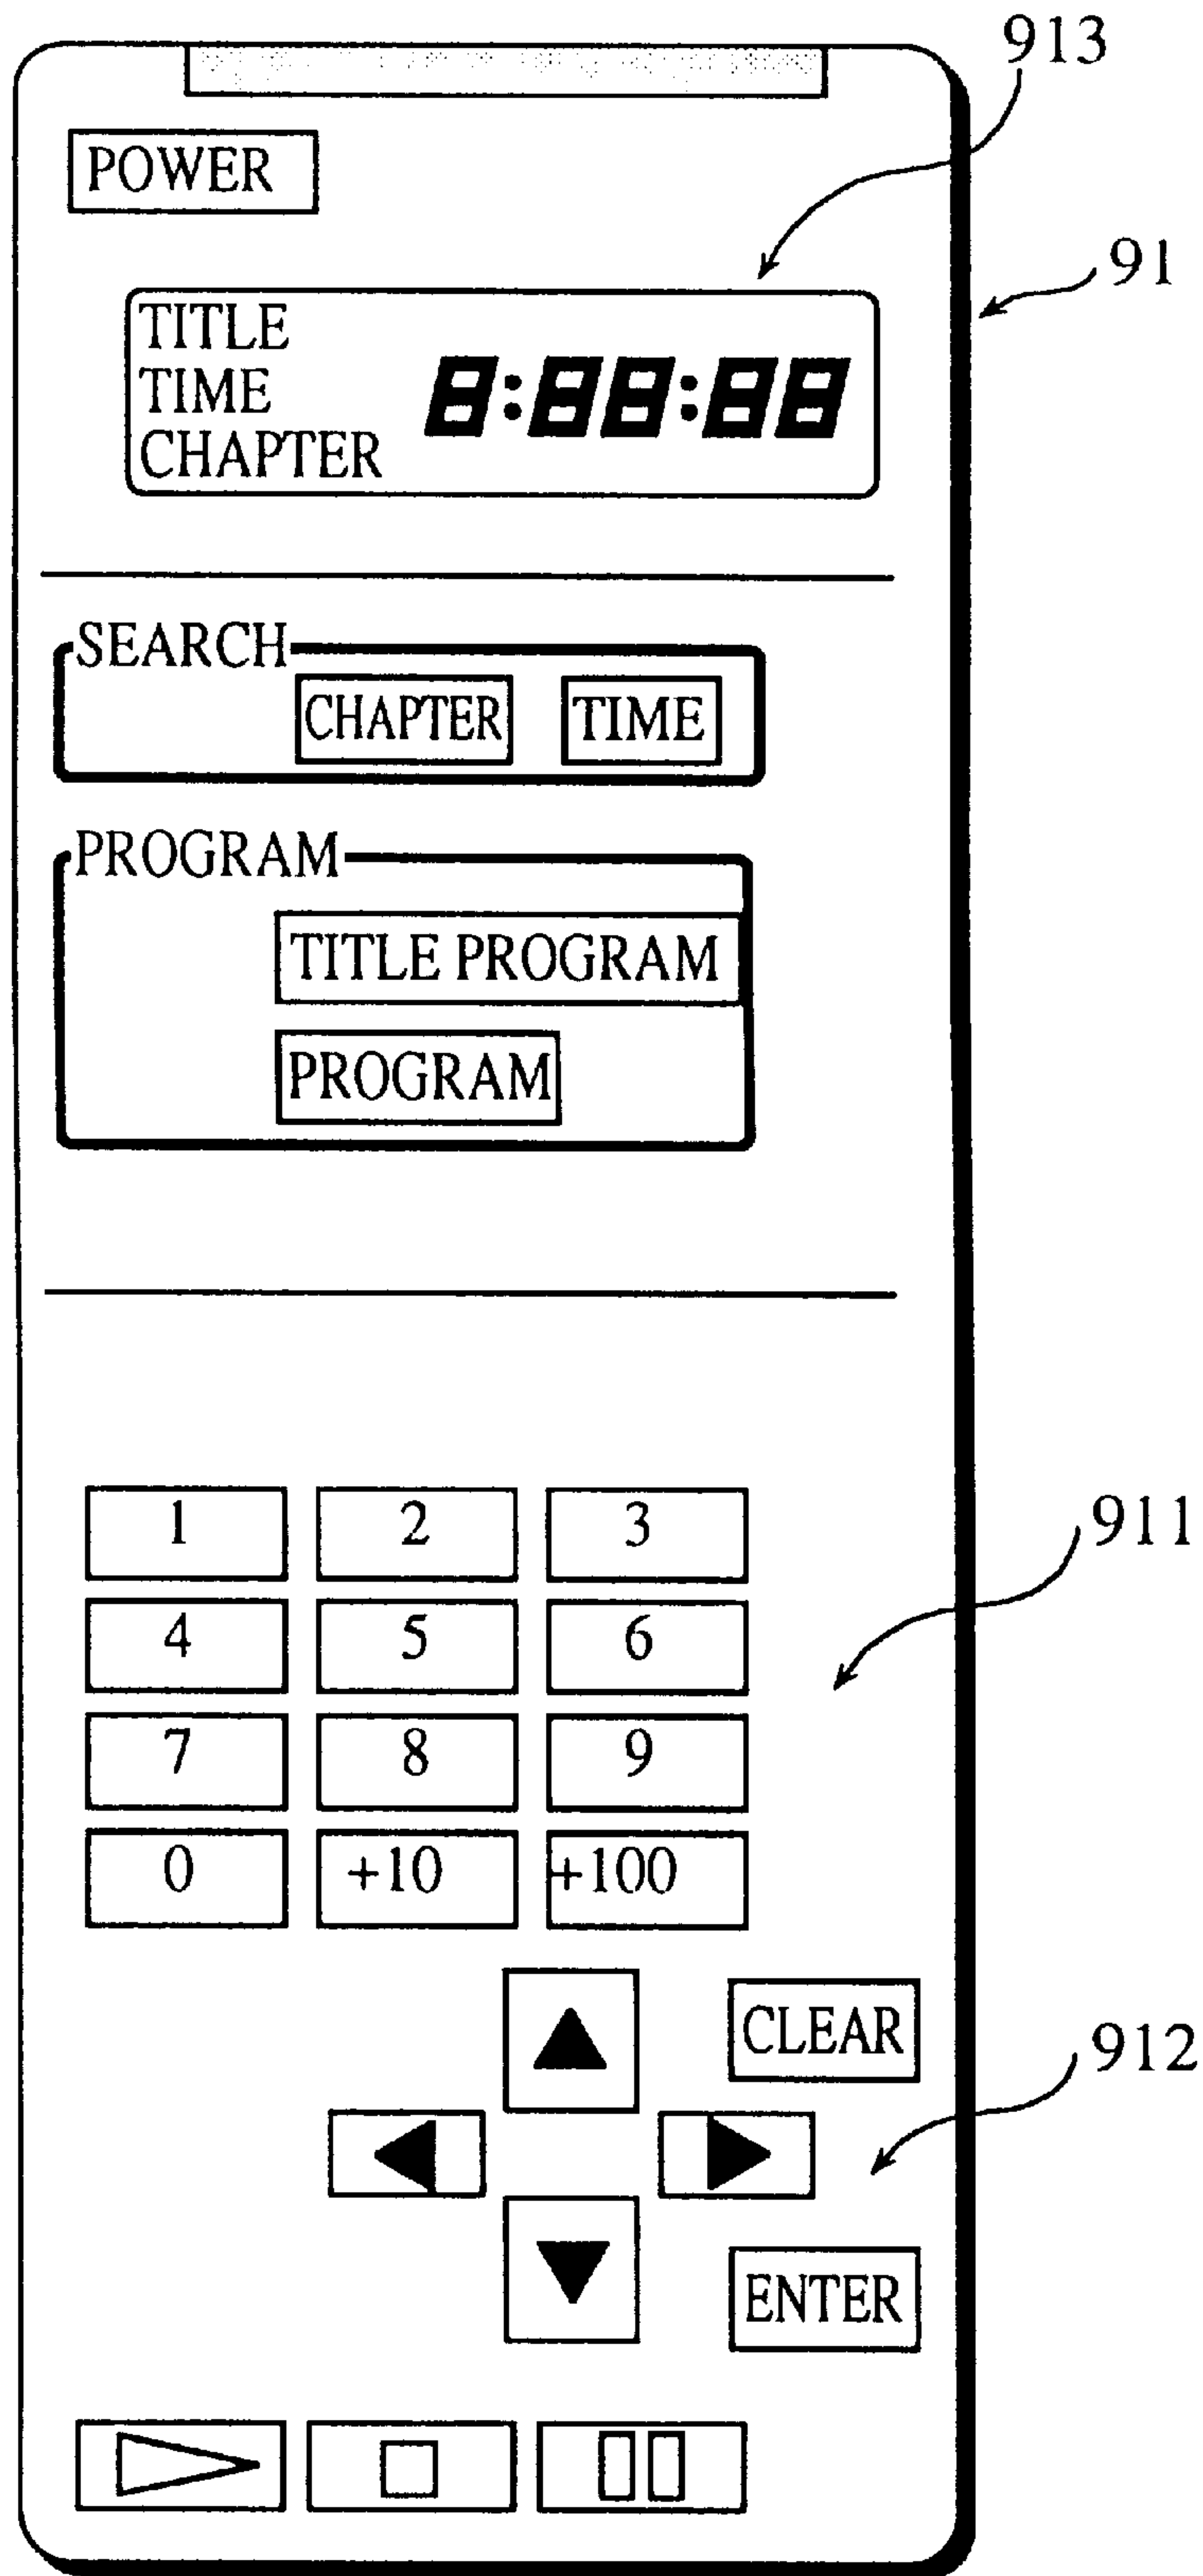 913
POWER
91
TITLE
TIME
CHAPTER
8:88:88
SEARCH
CHAPTER TIME
PROGRAM
TITLE PROGRAM
PROGRAM
1 2 3
911
4 5 6
7 8 9
0 +10 +100
CLEAR
912
ENTER